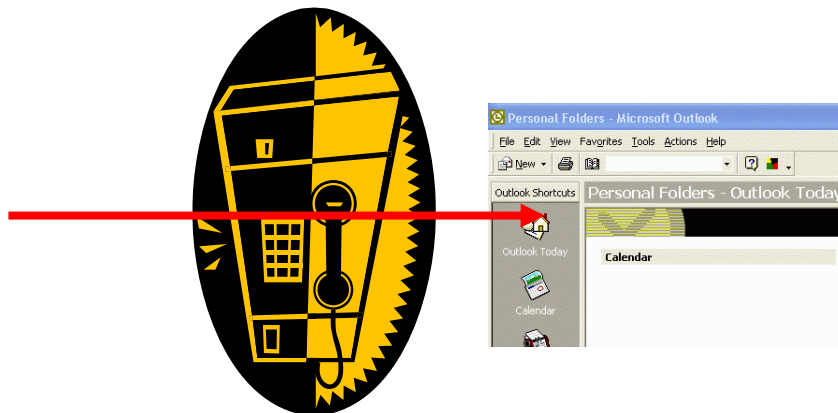 Personal Folders - Microsoft Outlook
File Edit View Favorites Tools Actions Help
New
Outlook Shortcuts
Personal Folders - Outlook Today
Outlook Today
Calendar
Calendar